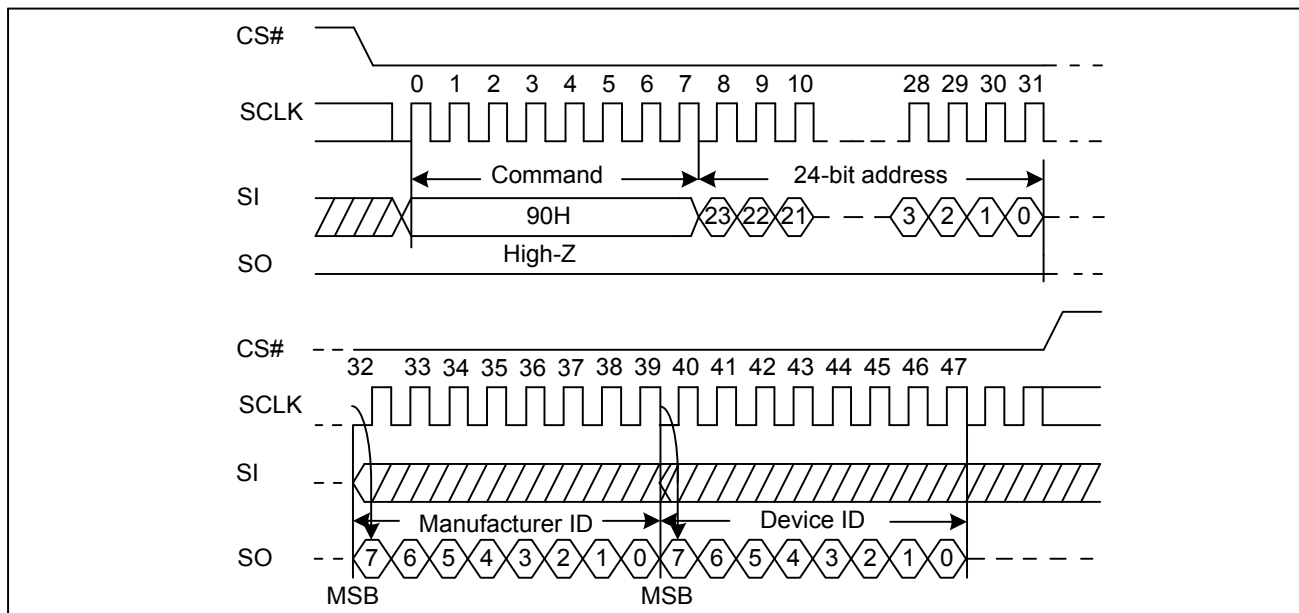 CS#
0 1 2 3 4 5 6 7 8 9 10 28 29 30 31
SCLK
Command 24-bit address
SI
90H 23 22 21 3 2 1 0
High-Z
SO
CS#
32 33 34 35 36 37 38 39 40 41 42 43 44 45 46 47
SCLK
SI
Manufacturer ID Device ID
SO 7 6 5 4 3 2 1 0 7 6 5 4 3 2 1 0
MSB MSB